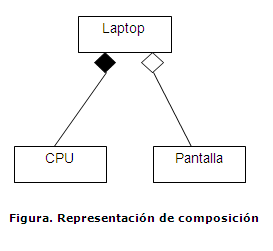 Laptop
CPU
Pantalla
Figura. Representación de composición